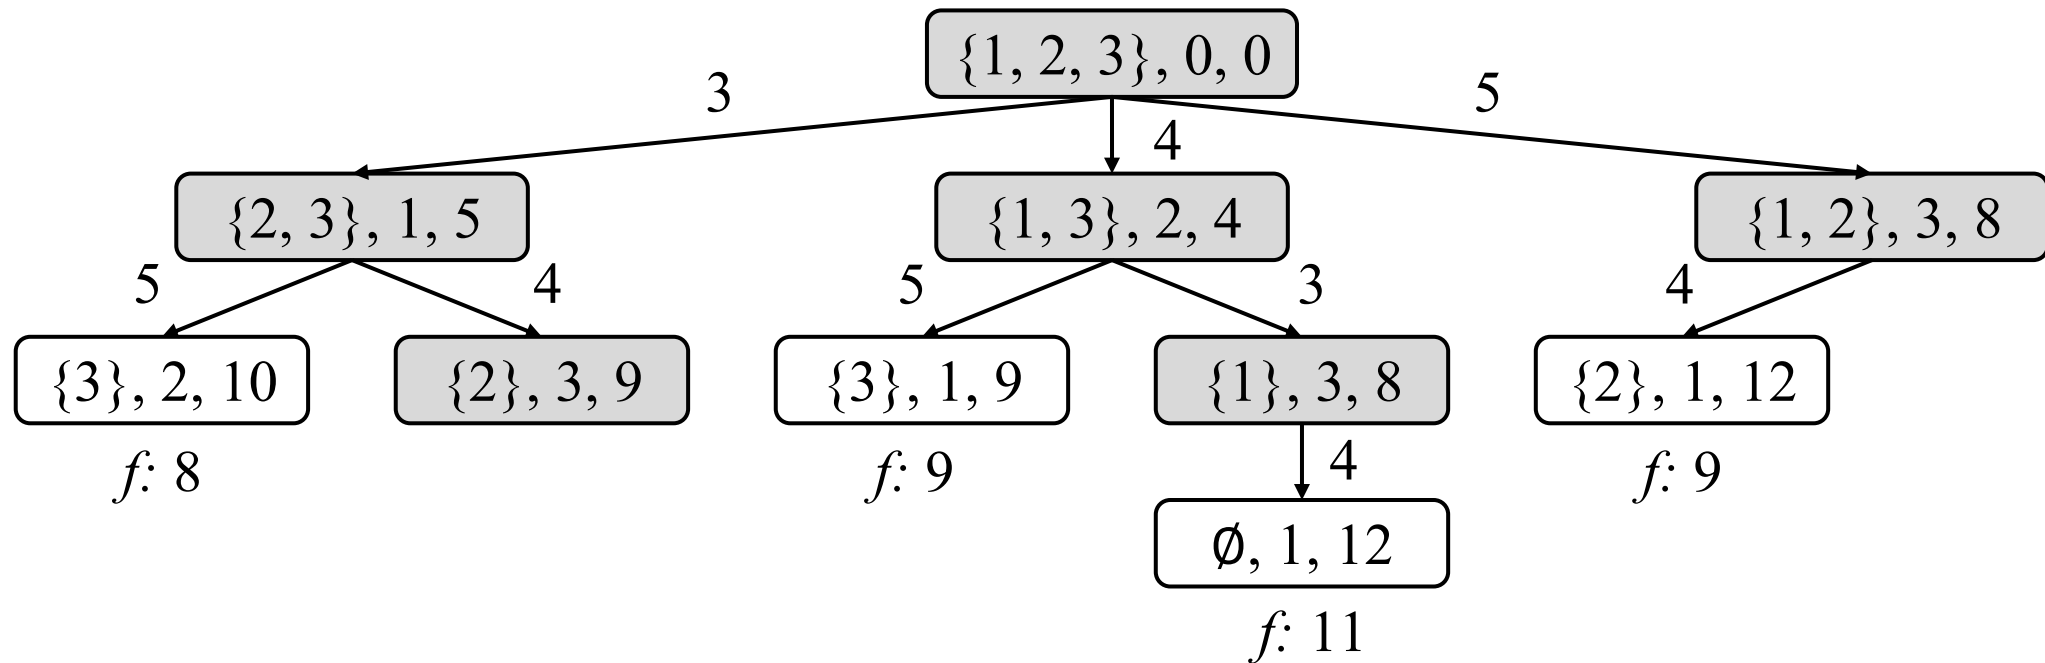 {1, 2, 3}, 0, 0
3
4
5
{2, 3}, 1, 5
{1, 3}, 2, 4
{1, 2}, 3, 8
5
4
5
3
4
{3}, 2, 10
{2}, 3, 9
{3}, 1, 9
{1}, 3, 8
{2}, 1, 12
f: 8
f: 9
4
f: 9
∅, 1, 12
f: 11